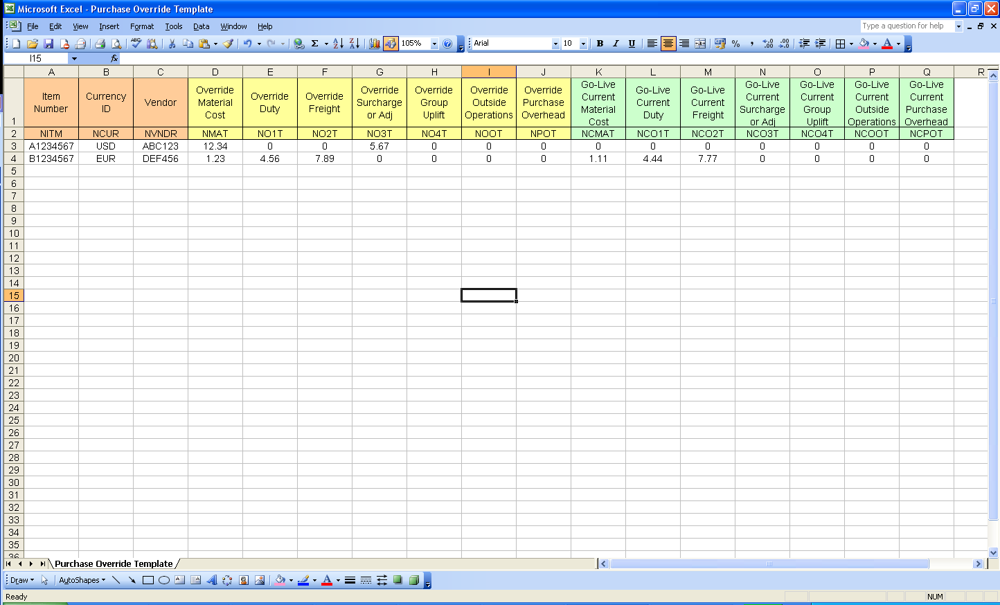 Microsoft Excel - Purchase Override Template
File Edit View Insert Format Tools Data Window Help Type a question for help
105% Arial 10 B I U % ,
I15 fx
A B C D E F G H I J K L M N O P Q R
1 Item Number Currency ID Vendor Override Material Cost Override Duty Override Freight Override Surcharge or Adj Override Group Uplift Override Outside Operations Override Purchase Overhead Go-Live Current Material Cost Go-Live Current Duty Go-Live Current Freight Go-Live Current Surcharge or Adj Go-Live Current Group Uplift Go-Live Current Outside Operations Go-Live Current Purchase Overhead
2 NITM NCUR NVNDR NMAT NO1T NO2T NO3T NO4T NOOT NPOT NCMAT NCO1T NCO2T NCO3T NCO4T NCOOT NCPOT
3 A1234567 USD ABC123 12.34 0 0 5.67 0 0 0 0 0 0 0 0 0 0
4 B1234567 EUR DEF456 1.23 4.56 7.89 0 0 0 0 1.11 4.44 7.77 0 0 0 0
5
6
7
8
9
10
11
12
13
14
15
16
17
18
19
20
21
22
23
24
25
26
27
28
29
30
31
32
33
34
35
36
Purchase Override Template
Draw AutoShapes
Ready NUM